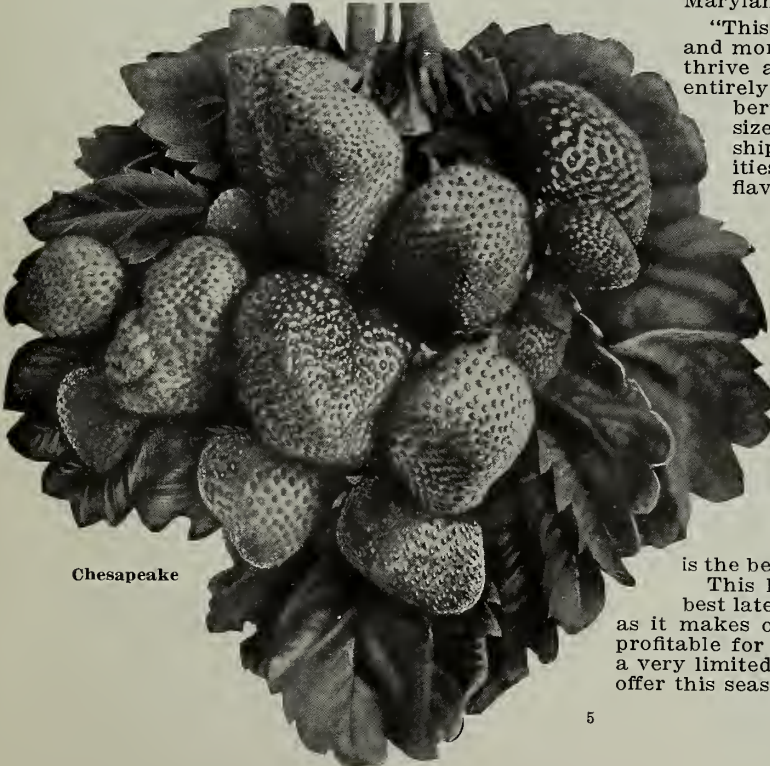 Maryland
"This
and mor
thrive a
entirely
ber
size
ship
ities
flav
Chesapeake
is the be
This
best late
as it makes
profitable for
a very limited
offer this seas
5